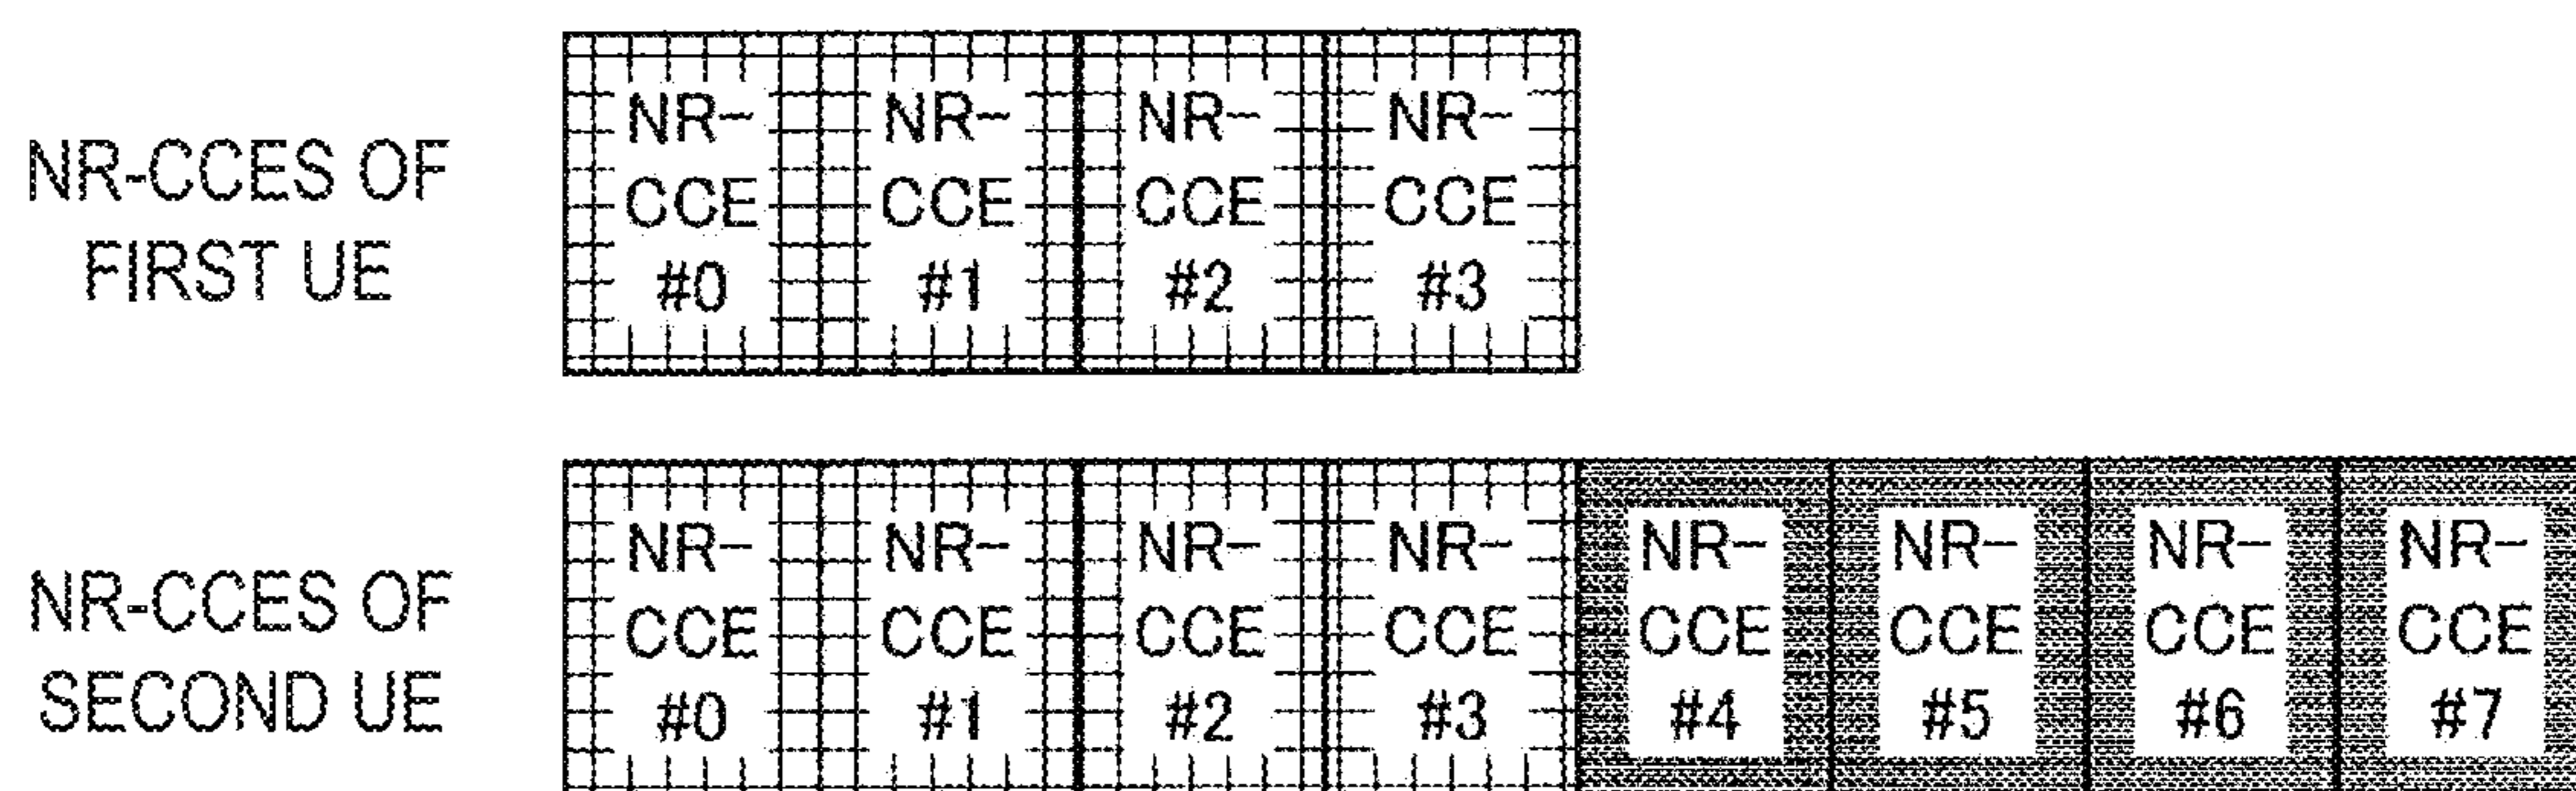 NR-CCES OF
FIRST UE
NR-
CCE
#0
NR-
CCE
#1
NR-
CCE
#2
NR-
CCE
#3
NR-CCES OF
SECOND UE
NR-
CCE
#0
NR-
CCE
#1
NR-
CCE
#2
NR-
CCE
#3
NR-
CCE
#4
NR-
CCE
#5
NR-
CCE
#6
NR-
CCE
#7